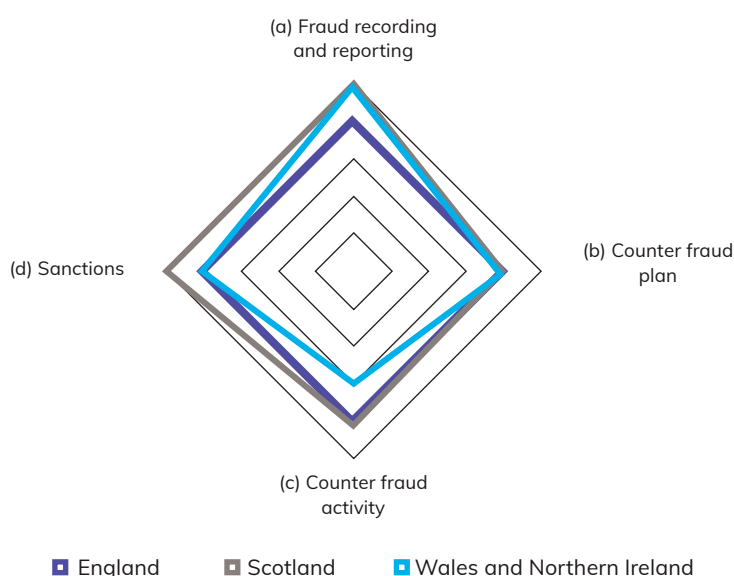 (a) Fraud recording
and reporting
(b) Counter fraud
plan
(d) Sanctions
(c) Counter fraud
activity
England Scotland Wales and Northern Ireland